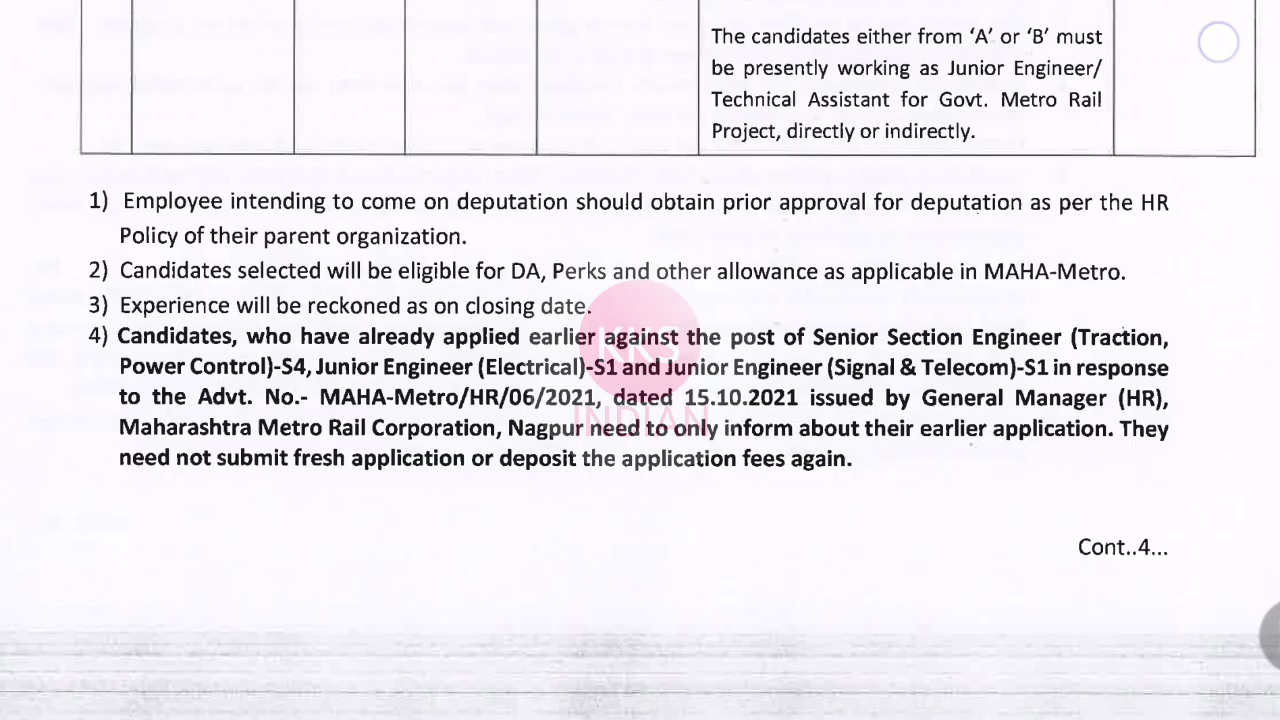 The candidates either from ‘A’ or ‘B’ must
be presently working as Junior Engineer/
Technical Assistant for Govt. Metro Rail
Project, directly or indirectly.
1) Employee intending to come on deputation should obtain prior approval for deputation as per the HR
Policy of their parent organization.
2) Candidates selected will be eligible for DA, Perks and other allowance as applicable in MAHA-Metro.
3) Experience will be reckoned as on closing date.
4) Candidates, who have already applied earlier against the post of Senior Section Engineer (Traction,
Power Control)-S4, Junior Engineer (Electrical)-S1 and Junior Engineer (Signal & Telecom)-S1 in response
to the Advt. No.- MAHA-Metro/HR/06/2021, dated 15.10.2021 issued by General Manager (HR),
Maharashtra Metro Rail Corporation, Nagpur need to only inform about their earlier application. They
need not submit fresh application or deposit the application fees again.
KKS
INDIAN
Cont..4...